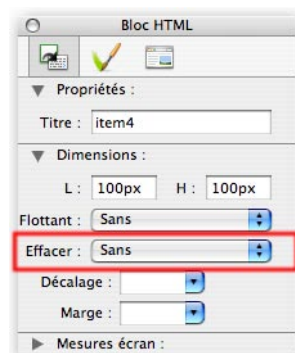 Bloc HTML
Propriétés :
Titre : item4
Dimensions :
L : 100px H : 100px
Flottant : Sans
Effacer : Sans
Décalage :
Marge :
Mesures écran :